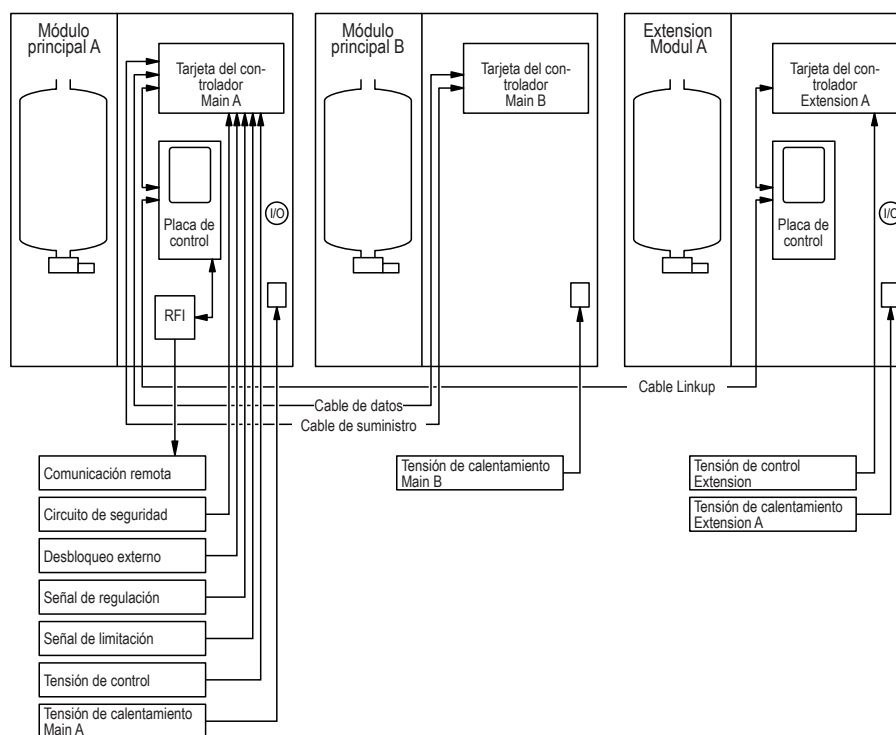 Módulo
principal A
Tarjeta del con-
trolador
Main A
Placa de
control
I/O
RFI
Módulo
principal B
Tarjeta del con-
trolador
Main B
Extension
Modul A
Tarjeta del con-
trolador
Extension A
Placa de
control
I/O
Cable Linkup
Cable de datos
Cable de suministro
Comunicación remota
Circuito de seguridad
Desbloqueo externo
Señal de regulación
Señal de limitación
Tensión de control
Tensión de calentamiento
Main A
Tensión de calentamiento
Main B
Tensión de control
Extension
Tensión de calentamiento
Extension A